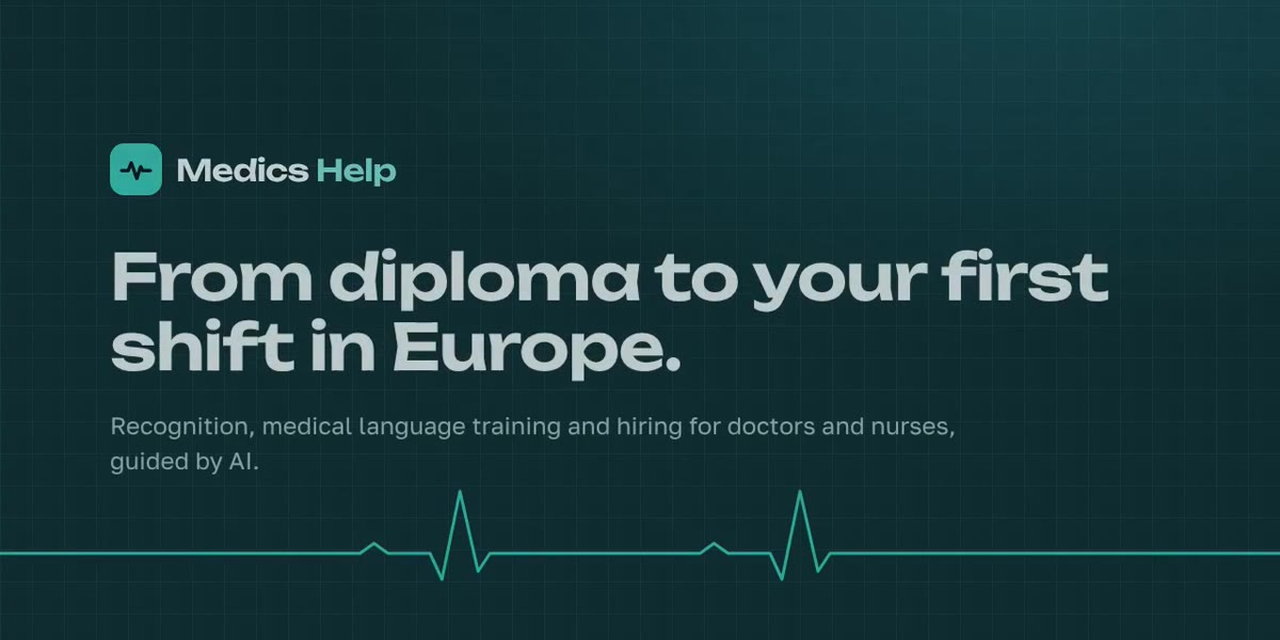 Medics Help
From diploma to your first
shift in Europe.
Recognition, medical language training and hiring for doctors and nurses,
guided by AI.